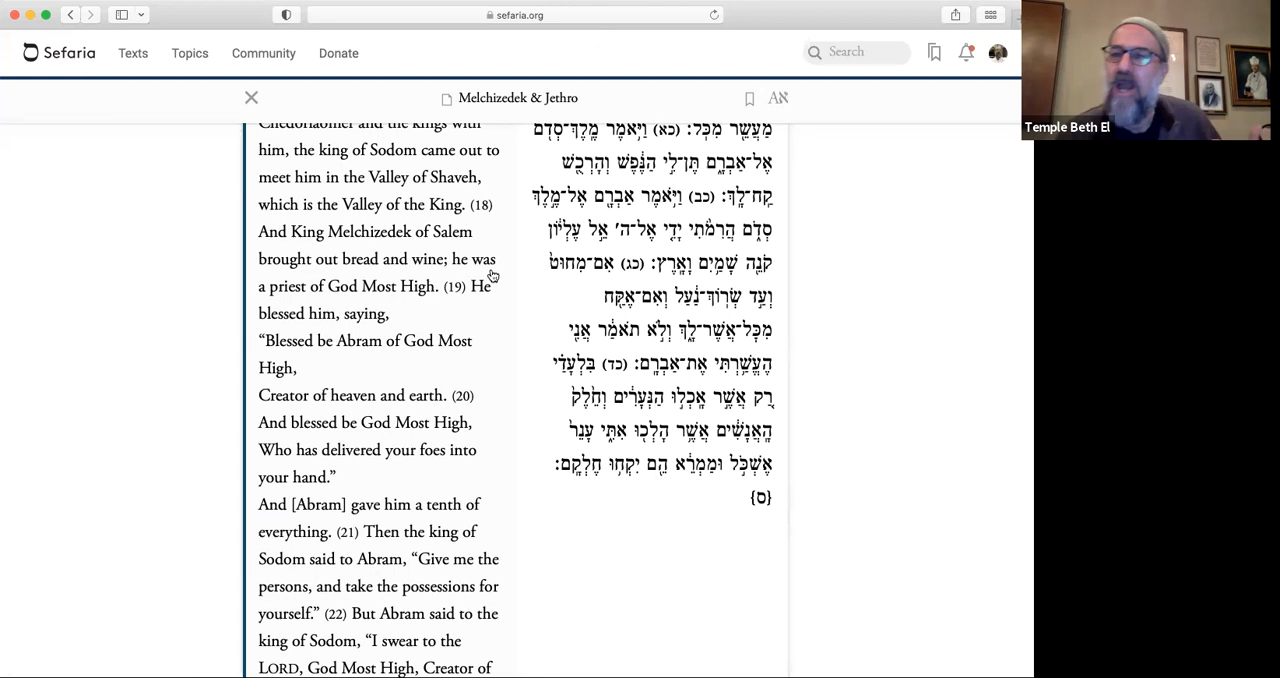 sefaria.org
Sefaria
Texts
Topics
Community
Donate
Search
Melchizedek & Jethro
Temple Beth El
Chedorlaomer and the kings with
him, the king of Sodom came out to
meet him in the Valley of Shaveh,
which is the Valley of the King. (18)
And King Melchizedek of Salem
brought out bread and wine; he was
a priest of God Most High. (19) He
blessed him, saying,
“Blessed be Abram of God Most
High,
Creator of heaven and earth. (20)
And blessed be God Most High,
Who has delivered your foes into
your hand.”
And [Abram] gave him a tenth of
everything. (21) Then the king of
Sodom said to Abram, “Give me the
persons, and take the possessions for
yourself.” (22) But Abram said to the
king of Sodom, “I swear to the
LORD, God Most High, Creator of
מַעֲשֵׂ֖ר מִכֹּֽל׃ (כא) וַיֹּ֥אמֶר מֶֽלֶךְ־סְדֹ֖ם
אֶל־אַבְרָ֑ם תֶּן־לִ֣י הַנֶּ֔פֶשׁ וְהָרְכֻ֖שׁ
קַֽח־לָֽךְ׃ (כב) וַיֹּ֥אמֶר אַבְרָ֖ם אֶל־מֶ֣לֶךְ
סְדֹ֑ם הֲרִמֹ֨תִי יָדִ֤י אֶל־ה׳ אֵ֣ל עֶלְי֔וֹן
קֹנֵ֖ה שָׁמַ֥יִם וָאָֽרֶץ׃ (כג) אִם־מִחוּט֙
וְעַ֣ד שְׂרֽוֹךְ־נַ֔עַל וְאִם־אֶקַּ֖ח
מִכׇּל־אֲשֶׁר־לָ֑ךְ וְלֹ֣א תֹאמַ֔ר אֲנִ֖י
הֶעֱשַׁ֥רְתִּי אֶת־אַבְרָֽם׃ (כד) בִּלְעָדַ֗י
רַ֚ק אֲשֶׁ֣ר אָֽכְל֣וּ הַנְּעָרִ֔ים וְחֵ֙לֶק֙
הָֽאֲנָשִׁ֔ים אֲשֶׁ֥ר הָלְכ֖וּ אִתִּ֑י עָנֵר֙
אֶשְׁכֹּ֣ל וּמַמְרֵ֔א הֵ֖ם יִקְח֥וּ חֶלְקָֽם׃
{ס}